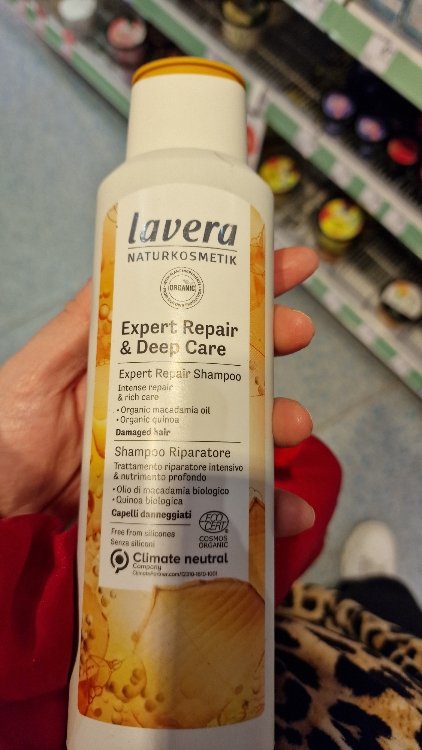 lavera
NATURKOSMETIK
ORGANIC
Expert Repair
& Deep Care
Expert Repair Shampoo
Intense repair
& rich care
• Organic macadamia oil
• Organic quinoa
Damaged hair
Shampoo Riparatore
Trattamento riparatore intensivo
& nutrimento profondo
• Olio di macadamia biologico
• Quinoa biologica
Capelli danneggiati
Free from silicones
Senza siliconi
ECO
CERT
COSMOS
ORGANIC
Climate neutral
Company